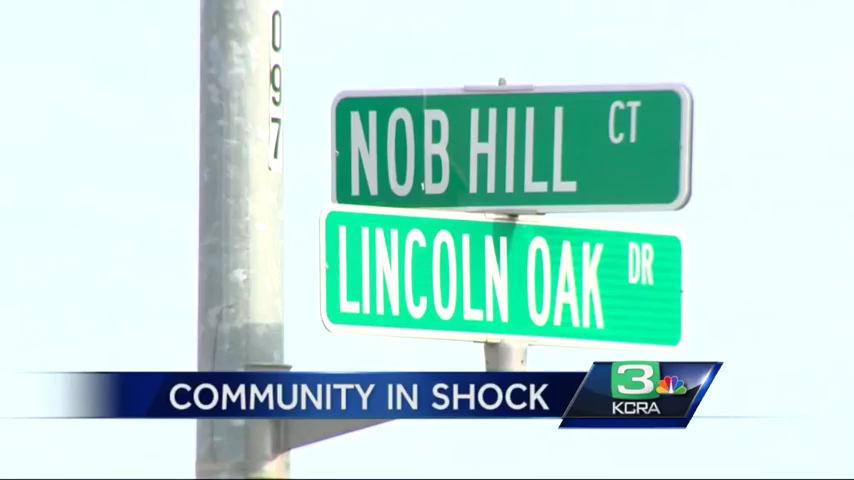 097
NOB HILL CT
LINCOLN OAK DR
COMMUNITY IN SHOCK
3
KCRA